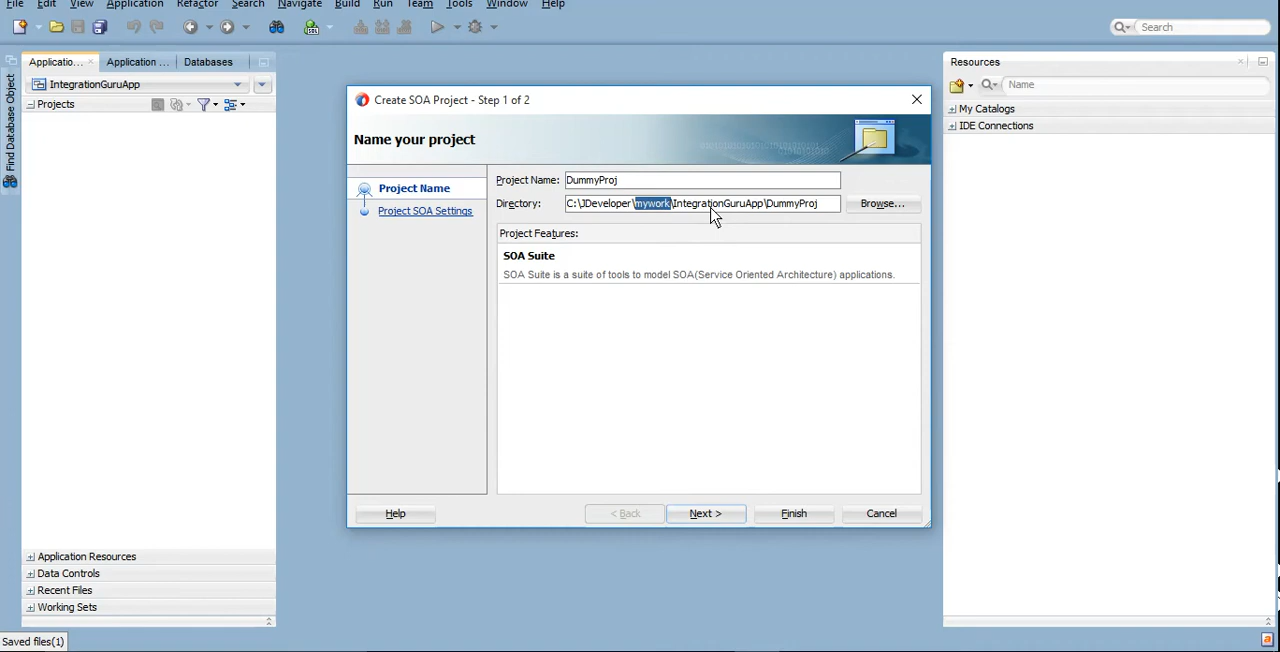 File Edit View Application Refactor Search Navigate Build Run Team Tools Window Help
Search
Find Database Object
Applicatio... Application ... Databases
IntegrationGuruApp
Projects
Application Resources
Data Controls
Recent Files
Working Sets
Saved files(1)
Create SOA Project - Step 1 of 2
Name your project
Project Name
Project SOA Settings
Project Name: DummyProj
Directory: C:\JDeveloper\mywork\IntegrationGuruApp\DummyProj Browse...
Project Features:
SOA Suite
SOA Suite is a suite of tools to model SOA(Service Oriented Architecture) applications.
Help < Back Next > Finish Cancel
Resources
Name
My Catalogs
IDE Connections